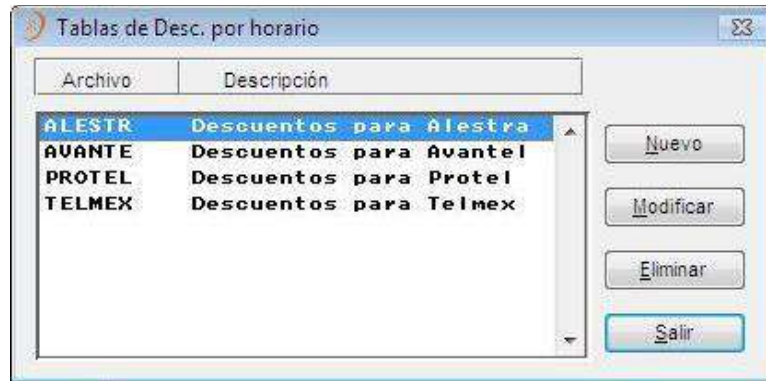 Tablas de Desc. por horario
Archivo Descripción
ALESTR Descuentos para Alestra
AVANTE Descuentos para Avantel
PROTEL Descuentos para Protel
TELMEX Descuentos para Telmex
Nuevo
Modificar
Eliminar
Salir